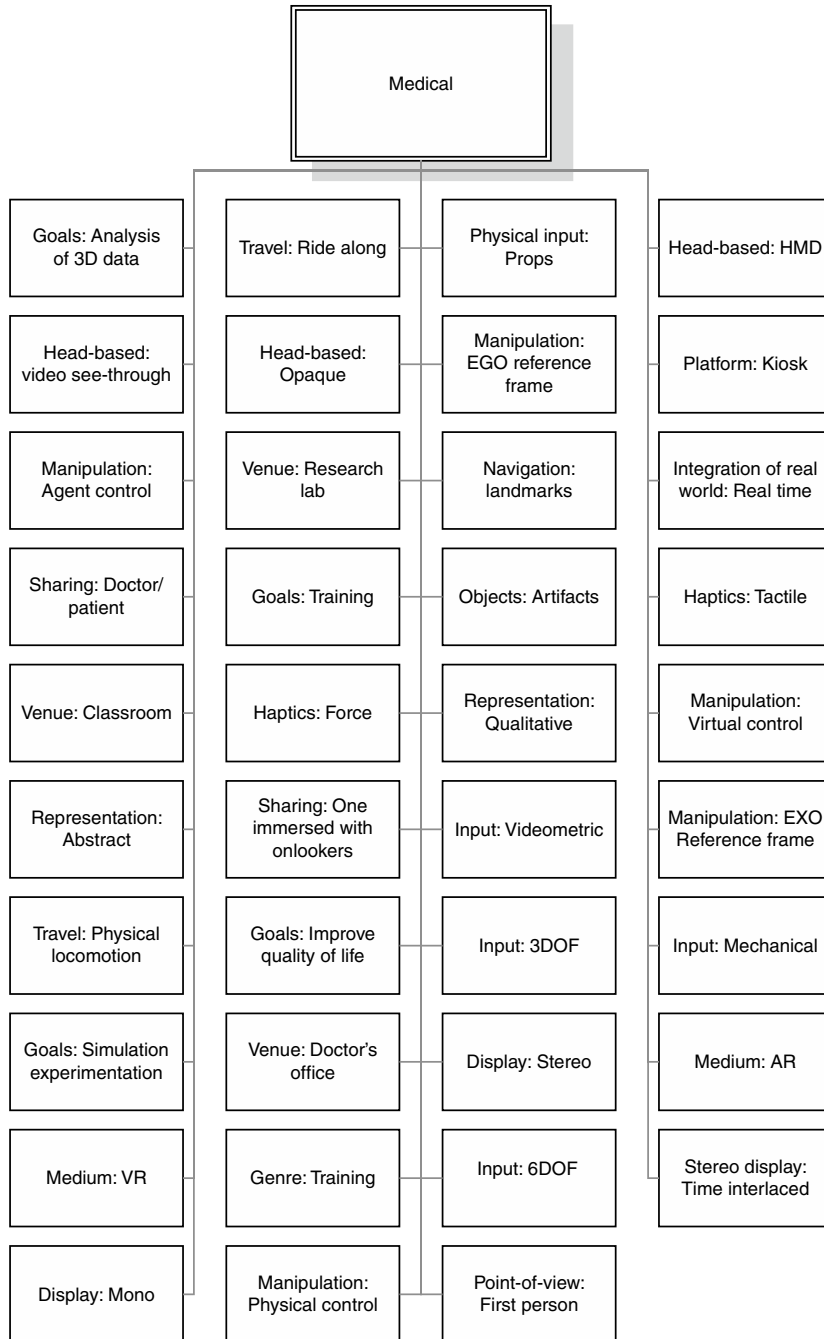 Medical
Goals: Analysis
of 3D data
Travel: Ride along
Physical input:
Props
Head-based: HMD
Head-based:
video see-through
Head-based:
Opaque
Manipulation:
EGO reference
frame
Platform: Kiosk
Manipulation:
Agent control
Venue: Research
lab
Navigation:
landmarks
Integration of real
world: Real time
Sharing: Doctor/
patient
Goals: Training
Objects: Artifacts
Haptics: Tactile
Venue: Classroom
Haptics: Force
Representation:
Qualitative
Manipulation:
Virtual control
Representation:
Abstract
Sharing: One
immersed with
onlookers
Input: Videometric
Manipulation: EXO
Reference frame
Travel: Physical
locomotion
Goals: Improve
quality of life
Input: 3DOF
Input: Mechanical
Goals: Simulation
experimentation
Venue: Doctor's
office
Display: Stereo
Medium: AR
Medium: VR
Genre: Training
Input: 6DOF
Stereo display:
Time interlaced
Display: Mono
Manipulation:
Physical control
Point-of-view:
First person